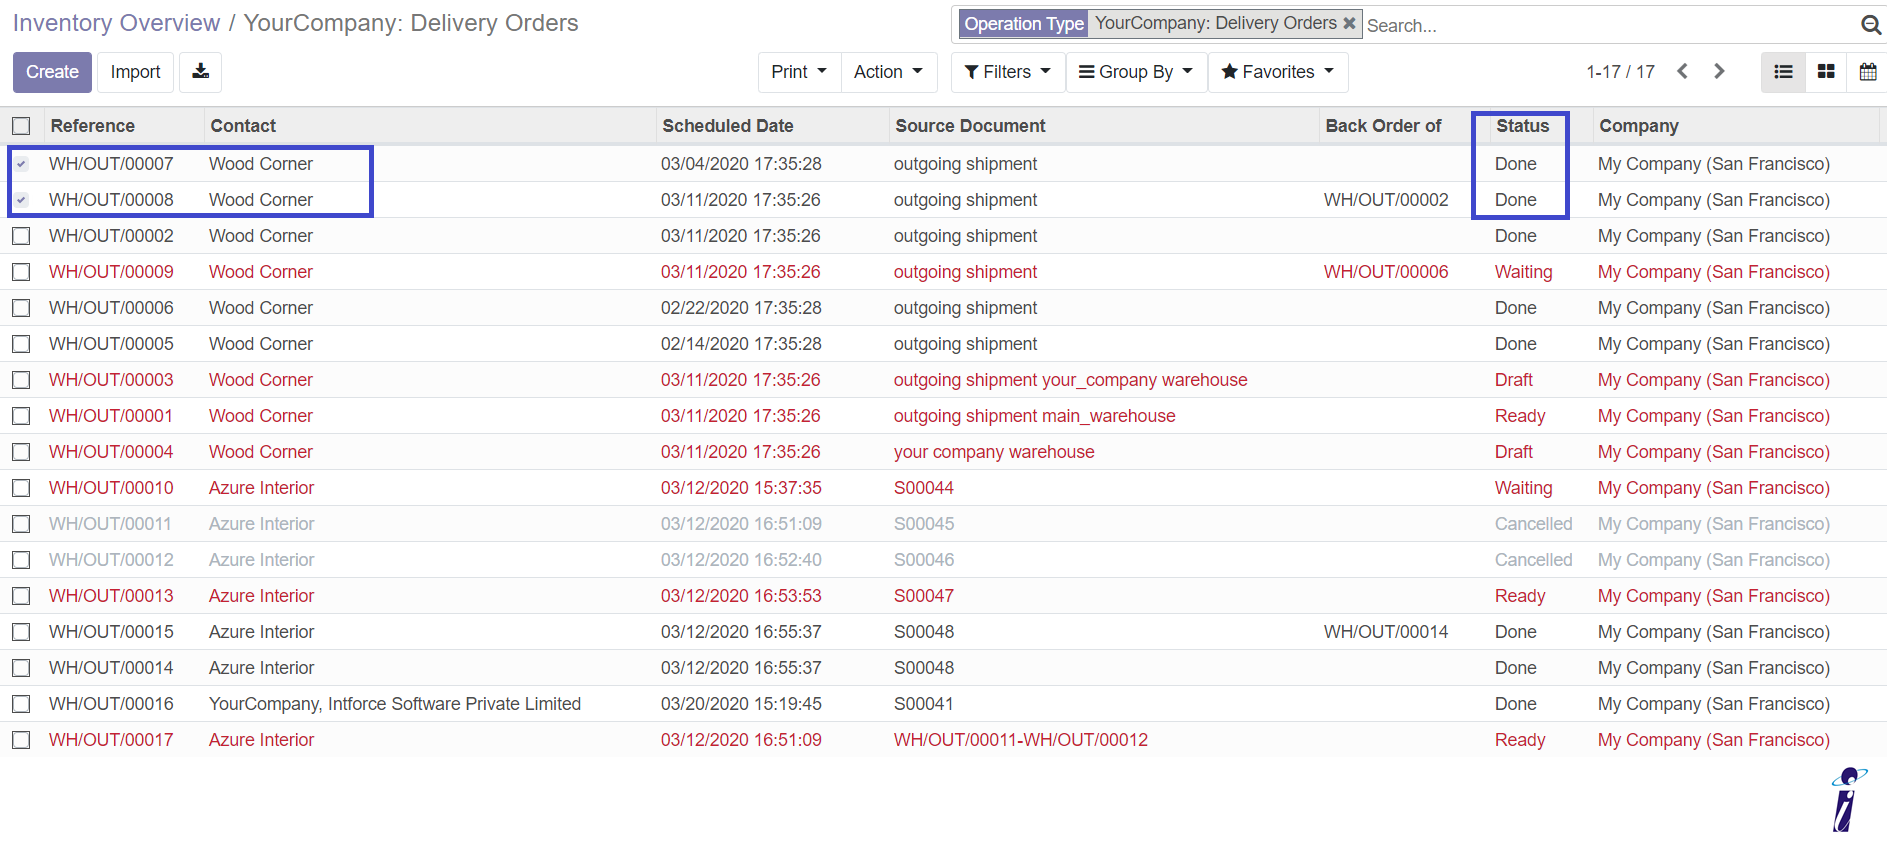 Inventory Overview / YourCompany: Delivery Orders
Operation Type YourCompany: Delivery Orders Search...
Create Import Print Action Filters Group By Favorites 1-17 / 17
Reference Contact Scheduled Date Source Document Back Order of Status Company
WH/OUT/00007 Wood Corner 03/04/2020 17:35:28 outgoing shipment Done My Company (San Francisco)
WH/OUT/00008 Wood Corner 03/11/2020 17:35:26 outgoing shipment WH/OUT/00002 Done My Company (San Francisco)
WH/OUT/00002 Wood Corner 03/11/2020 17:35:26 outgoing shipment Done My Company (San Francisco)
WH/OUT/00009 Wood Corner 03/11/2020 17:35:26 outgoing shipment WH/OUT/00006 Waiting My Company (San Francisco)
WH/OUT/00006 Wood Corner 02/22/2020 17:35:28 outgoing shipment Done My Company (San Francisco)
WH/OUT/00005 Wood Corner 02/14/2020 17:35:28 outgoing shipment Done My Company (San Francisco)
WH/OUT/00003 Wood Corner 03/11/2020 17:35:26 outgoing shipment your_company warehouse Draft My Company (San Francisco)
WH/OUT/00001 Wood Corner 03/11/2020 17:35:26 outgoing shipment main_warehouse Ready My Company (San Francisco)
WH/OUT/00004 Wood Corner 03/11/2020 17:35:26 your company warehouse Draft My Company (San Francisco)
WH/OUT/00010 Azure Interior 03/12/2020 15:37:35 S00044 Waiting My Company (San Francisco)
WH/OUT/00011 Azure Interior 03/12/2020 16:51:09 S00045 Cancelled My Company (San Francisco)
WH/OUT/00012 Azure Interior 03/12/2020 16:52:40 S00046 Cancelled My Company (San Francisco)
WH/OUT/00013 Azure Interior 03/12/2020 16:53:53 S00047 Ready My Company (San Francisco)
WH/OUT/00015 Azure Interior 03/12/2020 16:55:37 S00048 WH/OUT/00014 Done My Company (San Francisco)
WH/OUT/00014 Azure Interior 03/12/2020 16:55:37 S00048 Done My Company (San Francisco)
WH/OUT/00016 YourCompany, Intforce Software Private Limited 03/20/2020 15:19:45 S00041 Done My Company (San Francisco)
WH/OUT/00017 Azure Interior 03/12/2020 16:51:09 WH/OUT/00011-WH/OUT/00012 Ready My Company (San Francisco)